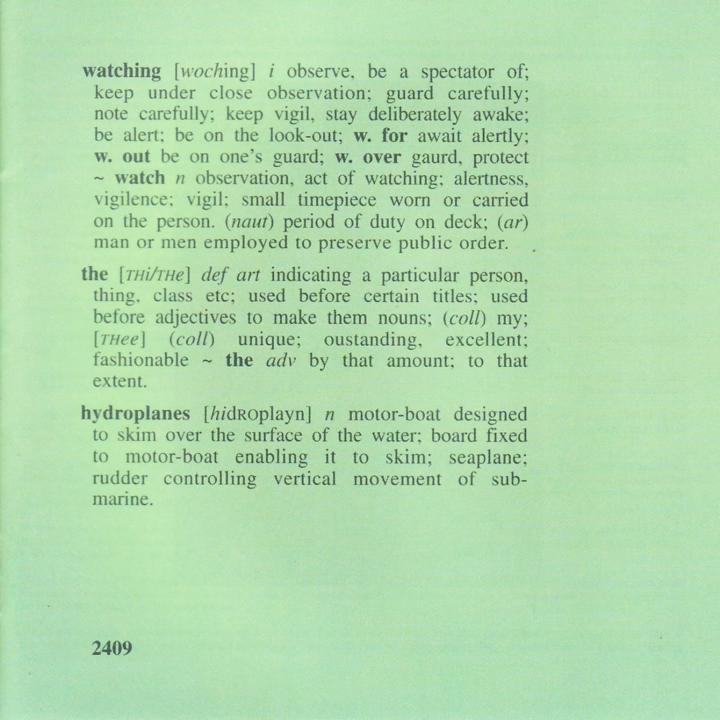 watching [woching] i observe, be a spectator of;
keep under close observation; guard carefully;
note carefully; keep vigil, stay deliberately awake;
be alert; be on the look-out; w. for await alertly;
w. out be on one's guard; w. over gaurd, protect
~ watch n observation, act of watching; alertness,
vigilence; vigil; small timepiece worn or carried
on the person. (naut) period of duty on deck; (ar)
man or men employed to preserve public order.
the [THi/THe] def art indicating a particular person,
thing, class etc; used before certain titles; used
before adjectives to make them nouns; (coll) my;
[THee] (coll) unique; oustanding, excellent;
fashionable ~ the adv by that amount; to that
extent.
hydroplanes [hidROplayn] n motor-boat designed
to skim over the surface of the water; board fixed
to motor-boat enabling it to skim; seaplane;
rudder controlling vertical movement of sub-
marine.
2409